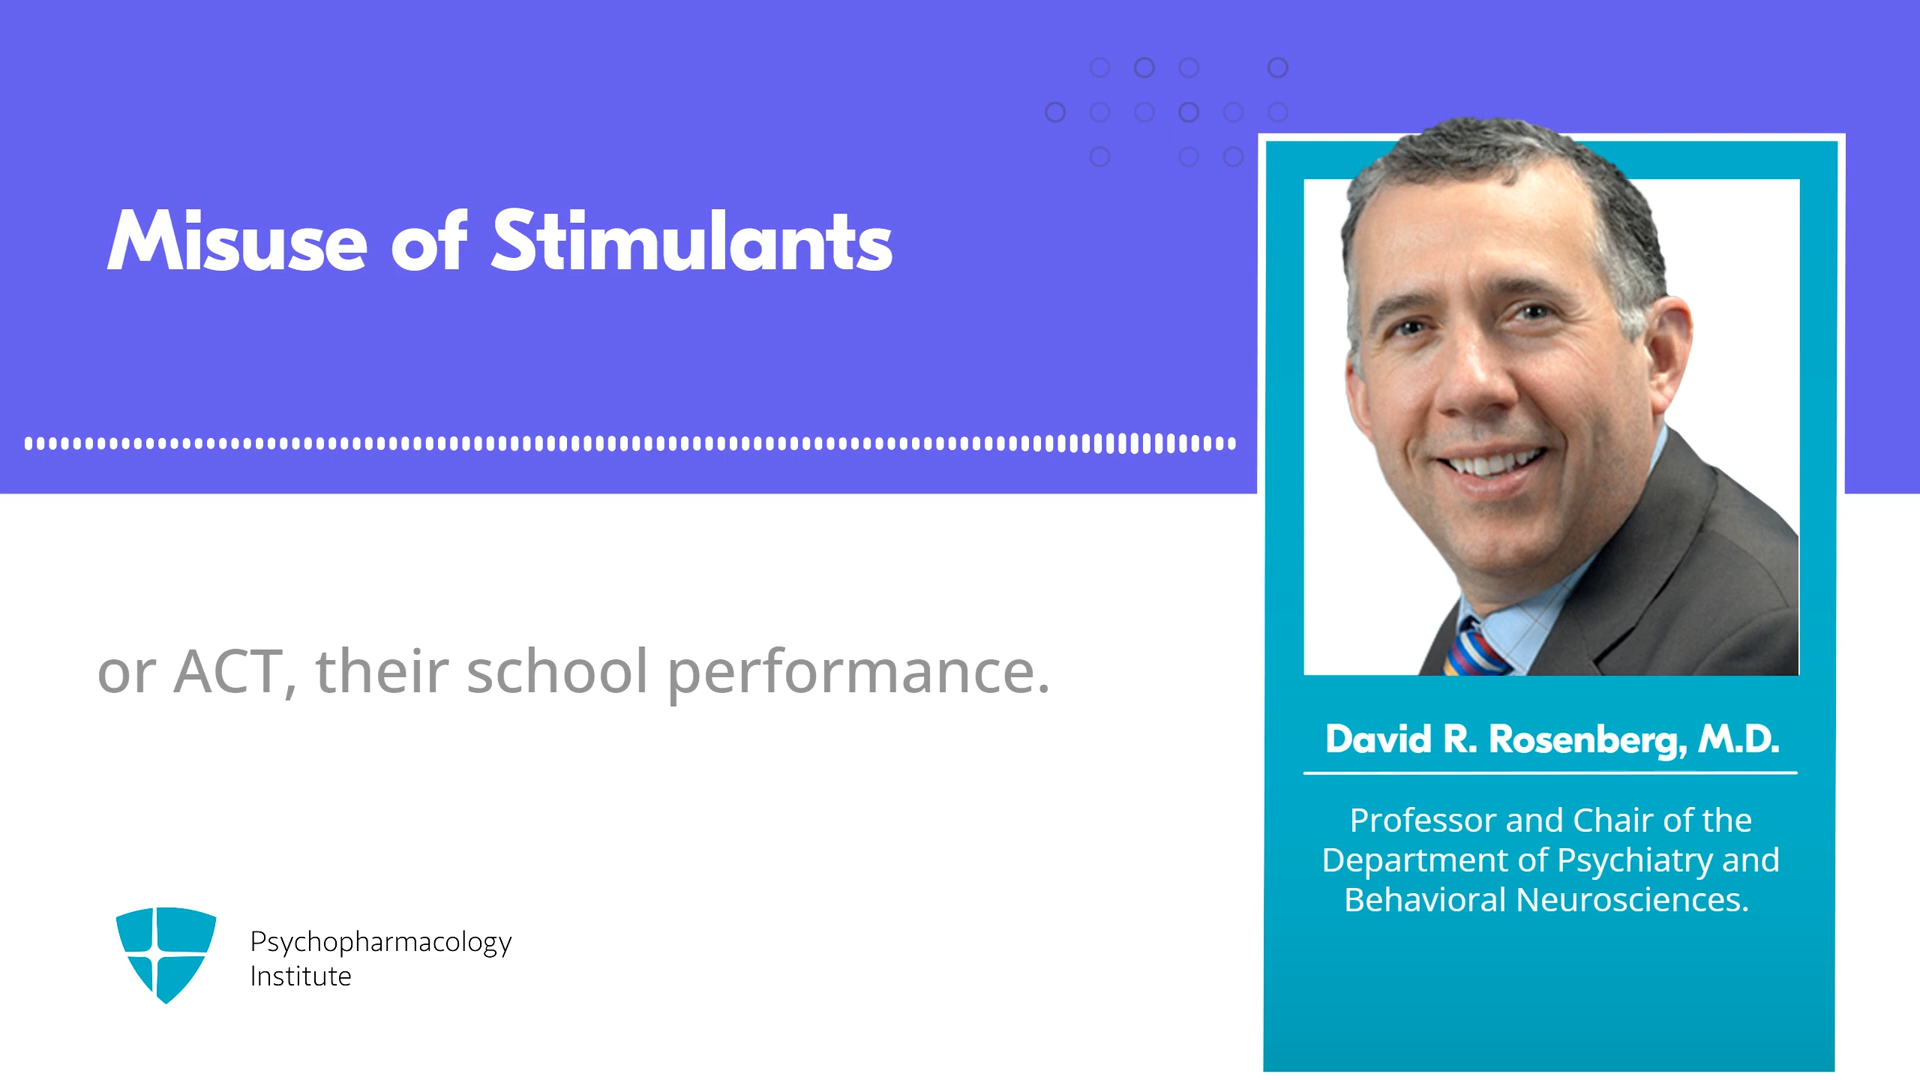 Misuse of Stimulants
or ACT, their school performance.
David R. Rosenberg, M.D.
Professor and Chair of the
Department of Psychiatry and
Behavioral Neurosciences.
Psychopharmacology
Institute